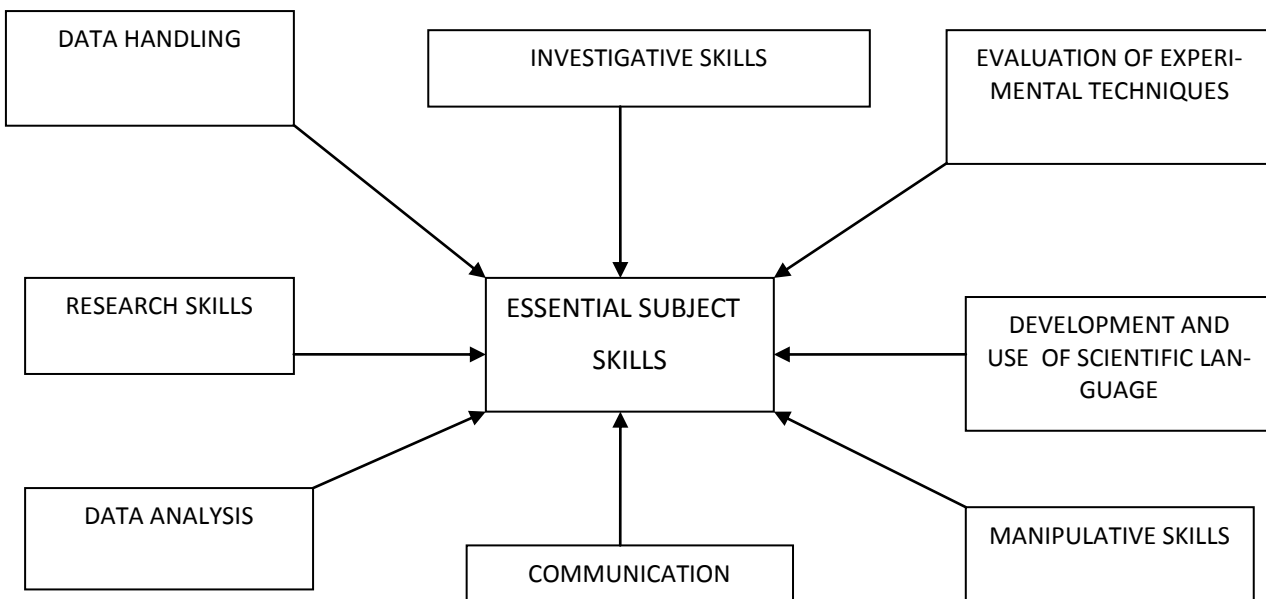 DATA HANDLING
INVESTIGATIVE SKILLS
EVALUATION OF EXPERI-
MENTAL TECHNIQUES
RESEARCH SKILLS
ESSENTIAL SUBJECT
SKILLS
DEVELOPMENT AND
USE OF SCIENTIFIC LAN-
GUAGE
DATA ANALYSIS
COMMUNICATION
MANIPULATIVE SKILLS